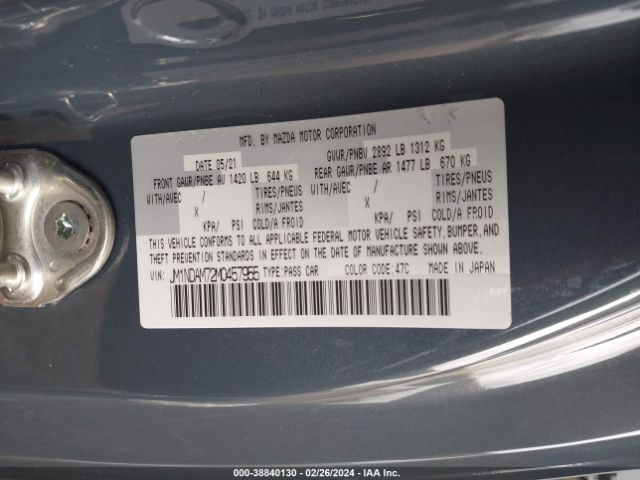 MFD. BY MAZDA MOTOR CORPORATION
DATE 05/21 GVWR/PNBV 2892 LB 1312 KG
FRONT GAWR/PNBE AV 1420 LB 644 KG REAR GAWR/PNBE AR 1477 LB 670 KG
WITH/AVEC / TIRES/PNEUS WITH/AVEC / TIRES/PNEUS
X RIMS/JANTES X RIMS/JANTES
KPA/ PSI COLD/A FROID KPA/ PSI COLD/A FROID
THIS VEHICLE CONFORMS TO ALL APPLICABLE FEDERAL MOTOR VEHICLE SAFETY, BUMPER, AND
THEFT PREVENTION STANDARDS IN EFFECT ON THE DATE OF MANUFACTURE SHOWN ABOVE.
VIN: JM1NDAM72M0457955 TYPE:PASS CAR COLOR CODE:47C MADE IN JAPAN
000-38840130 - 02/26/2024 - IAA Inc.